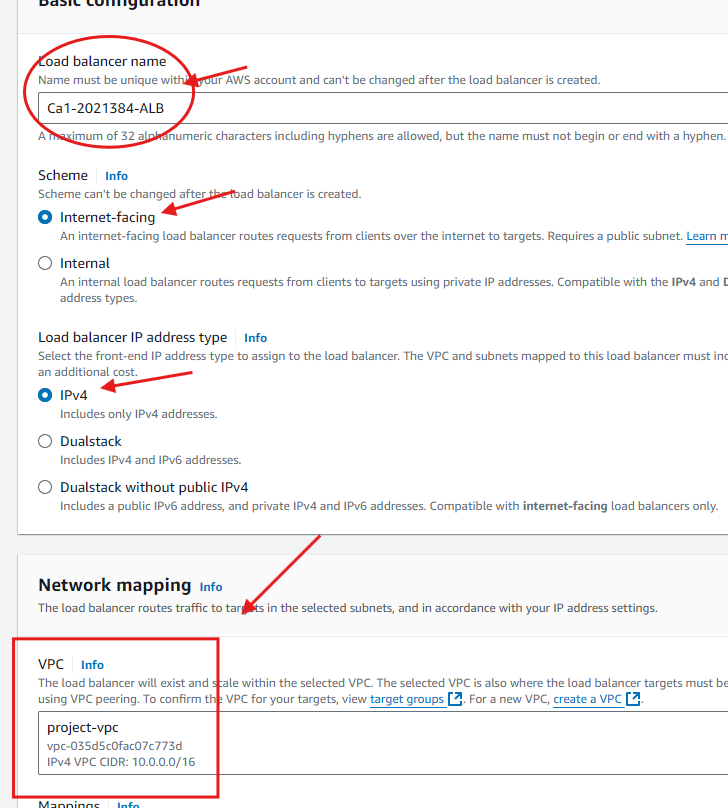 Basic configuration
Load balancer name
Name must be unique within your AWS account and can't be changed after the load balancer is created.
Ca1-2021384-ALB
A maximum of 32 alphanumeric characters including hyphens are allowed, but the name must not begin or end with a hyphen.
Scheme Info
Scheme can't be changed after the load balancer is created.
Internet-facing
An internet-facing load balancer routes requests from clients over the internet to targets. Requires a public subnet. Learn m
Internal
An internal load balancer routes requests from clients to targets using private IP addresses. Compatible with the IPv4 and D
address types.
Load balancer IP address type Info
Select the front-end IP address type to assign to the load balancer. The VPC and subnets mapped to this load balancer must inc
an additional cost.
IPv4
Includes only IPv4 addresses.
Dualstack
Includes IPv4 and IPv6 addresses.
Dualstack without public IPv4
Includes a public IPv6 address, and private IPv4 and IPv6 addresses. Compatible with internet-facing load balancers only.
Network mapping Info
The load balancer routes traffic to targets in the selected subnets, and in accordance with your IP address settings.
VPC Info
The load balancer will exist and scale within the selected VPC. The selected VPC is also where the load balancer targets must be
using VPC peering. To confirm the VPC for your targets, view target groups. For a new VPC, create a VPC.
project-vpc
vpc-035d5c0fac07c773d
IPv4 VPC CIDR: 10.0.0.0/16
Mappings Info